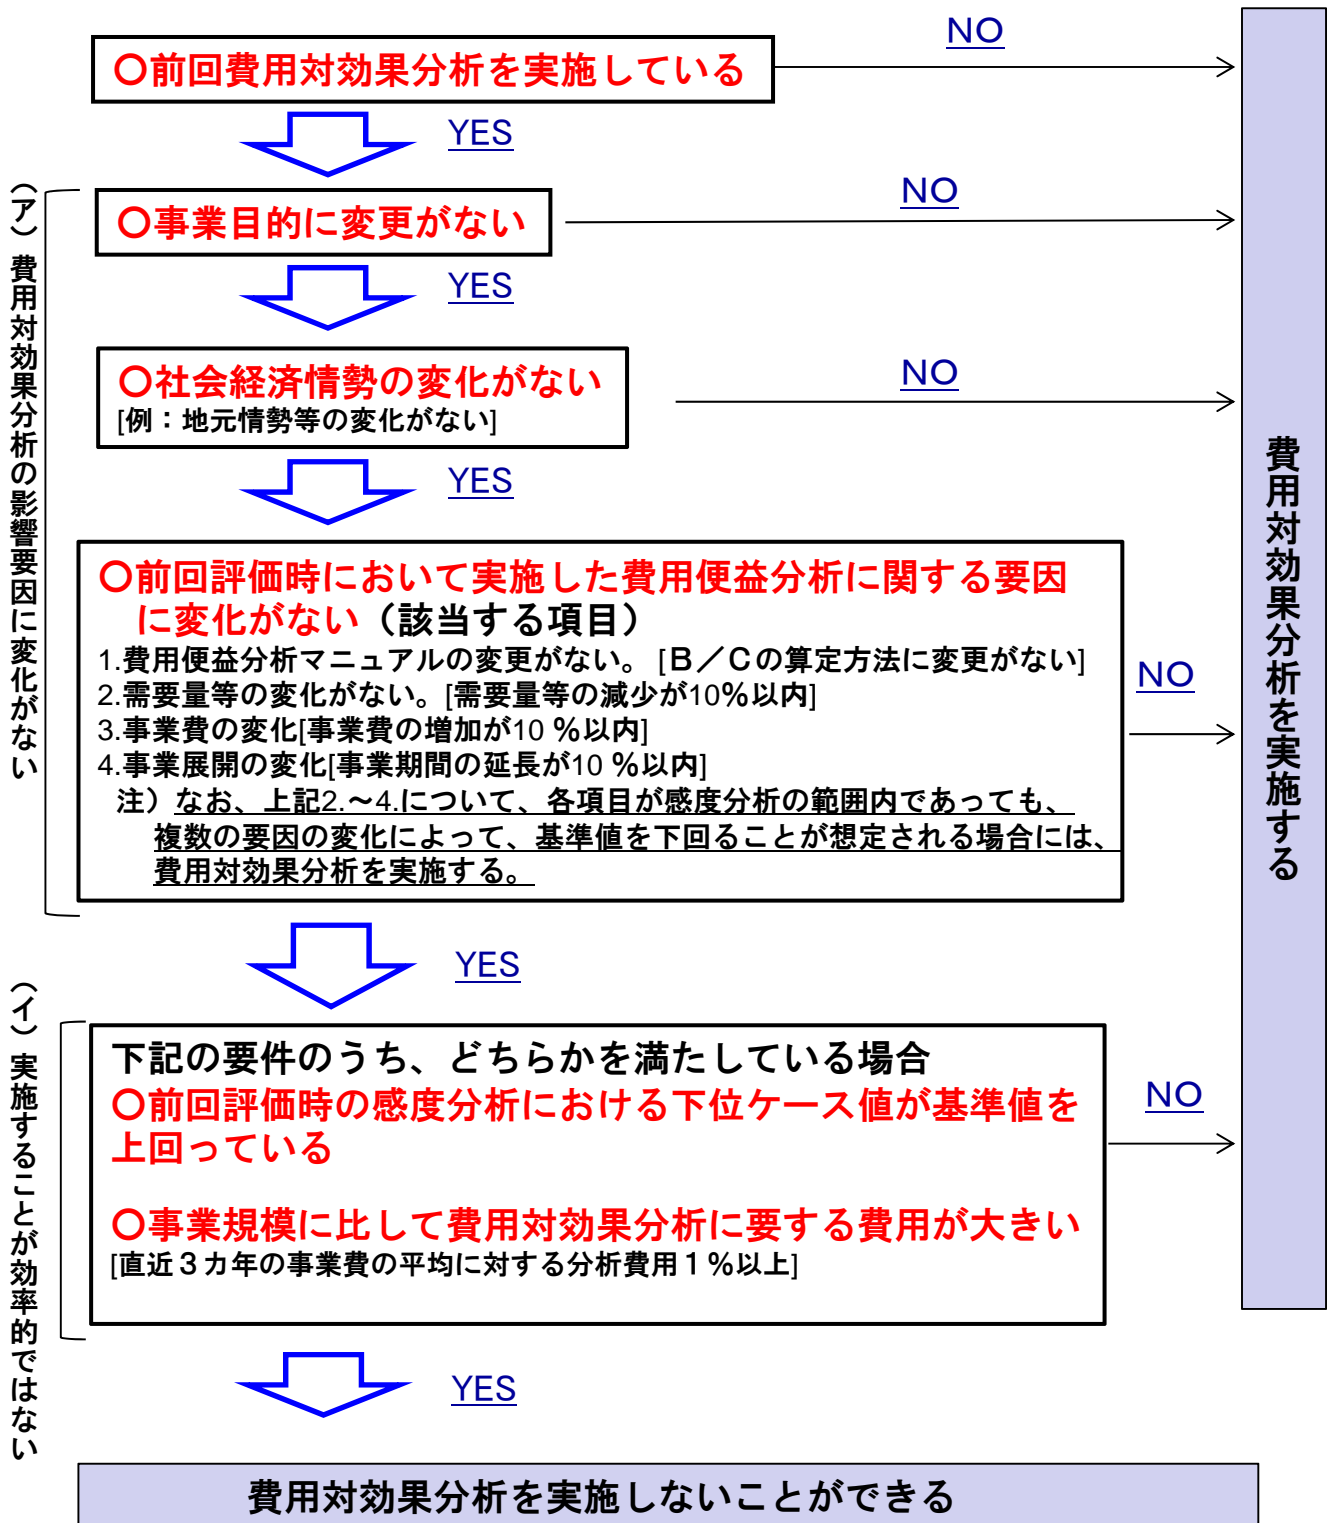 〇前回費用対効果分析を実施している
NO
YES
(ア) 費用対効果分析の影響要因に変化がない
〇事業目的に変更がない
NO
YES
〇社会経済情勢の変化がない
[例：地元情勢等の変化がない]
NO
YES
〇前回評価時において実施した費用便益分析に関する要因
に変化がない（該当する項目）
1.費用便益分析マニュアルの変更がない。[Ｂ／Ｃの算定方法に変更がない]
2.需要量等の変化がない。[需要量等の減少が10％以内]
3.事業費の変化[事業費の増加が10 ％以内]
4.事業展開の変化[事業期間の延長が10 ％以内]
注）なお、上記2.～4.について、各項目が感度分析の範囲内であっても、
複数の要因の変化によって、基準値を下回ることが想定される場合には、
費用対効果分析を実施する。
NO
費用対効果分析を実施する
YES
(イ) 実施することが効率的ではない
下記の要件のうち、どちらかを満たしている場合
〇前回評価時の感度分析における下位ケース値が基準値を
上回っている
〇事業規模に比して費用対効果分析に要する費用が大きい
[直近３カ年の事業費の平均に対する分析費用１％以上]
NO
YES
費用対効果分析を実施しないことができる